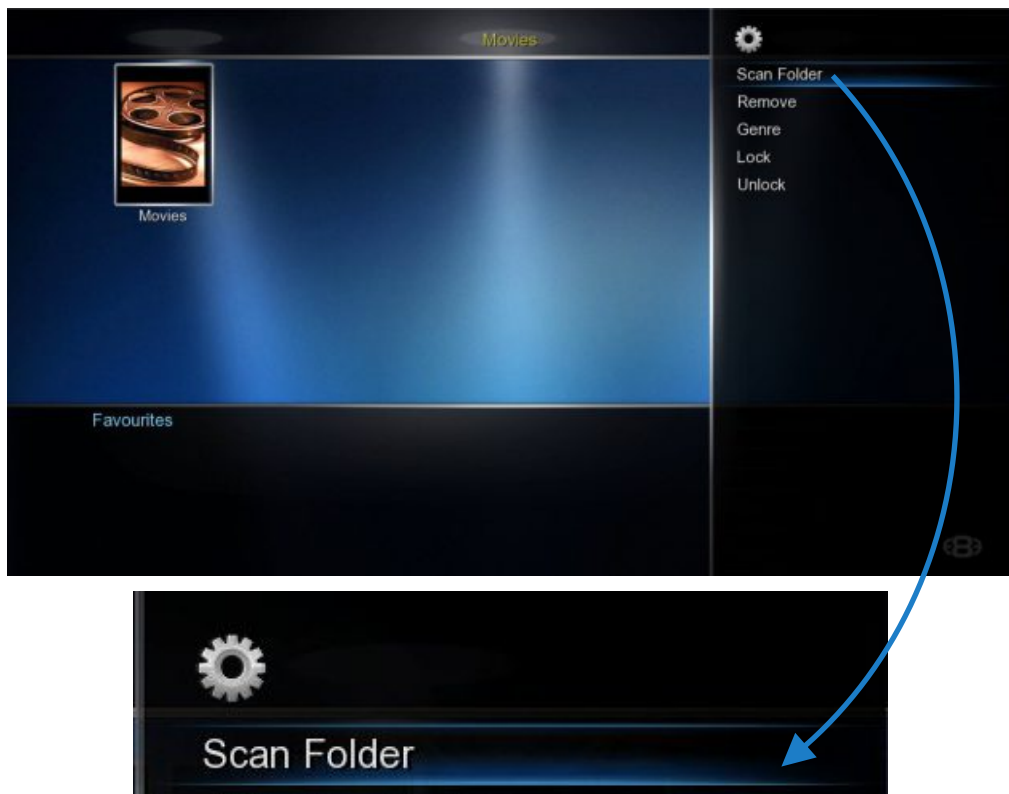 Movies
Scan Folder
Remove
Genre
Lock
Unlock
Movies
Favourites
Scan Folder